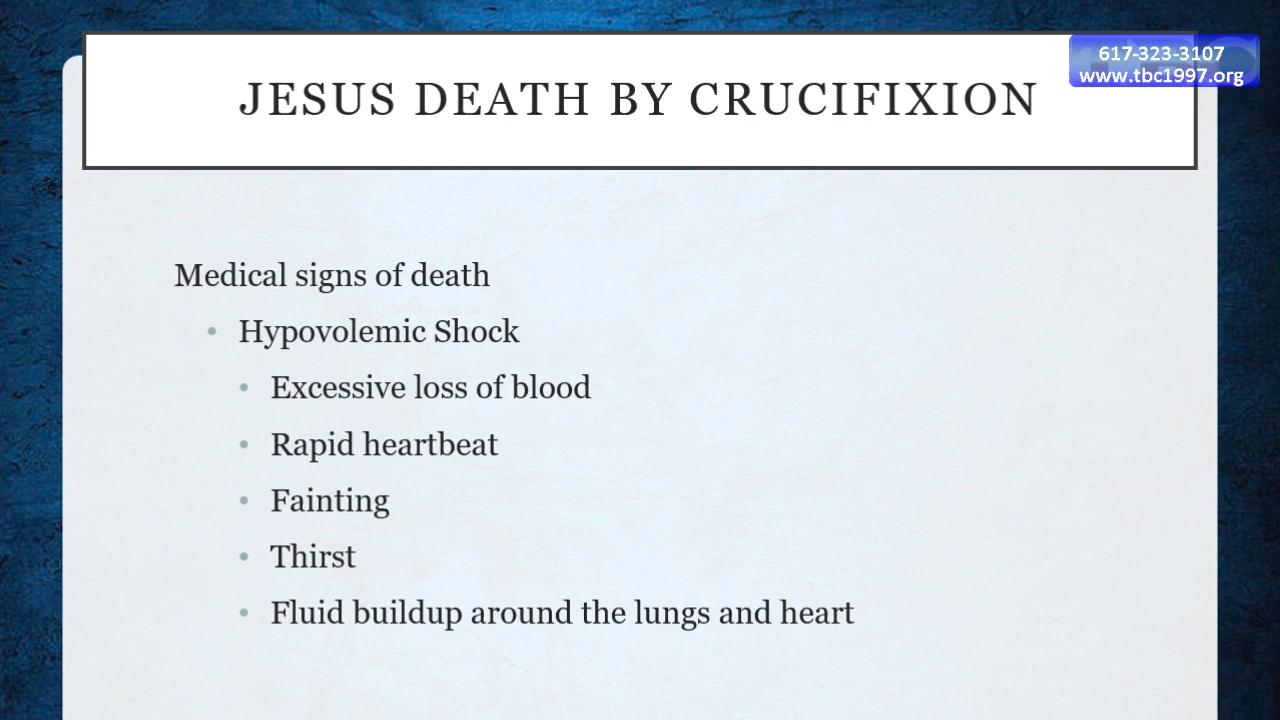 JESUS DEATH BY CRUCIFIXION
617-323-3107
www.tbc1997.org
Medical signs of death
• Hypovolemic Shock
• Excessive loss of blood
• Rapid heartbeat
• Fainting
• Thirst
• Fluid buildup around the lungs and heart